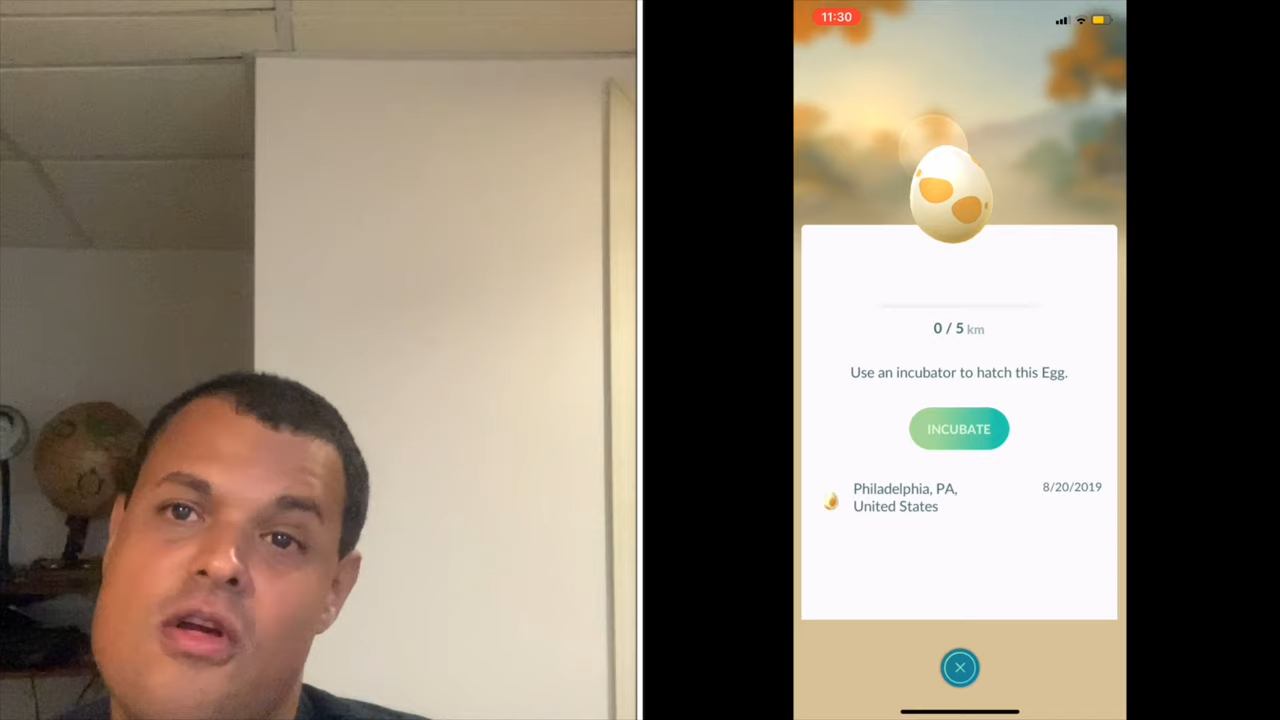 11:30
0 / 5 km
Use an incubator to hatch this Egg.
INCUBATE
Philadelphia, PA,
United States
8/20/2019